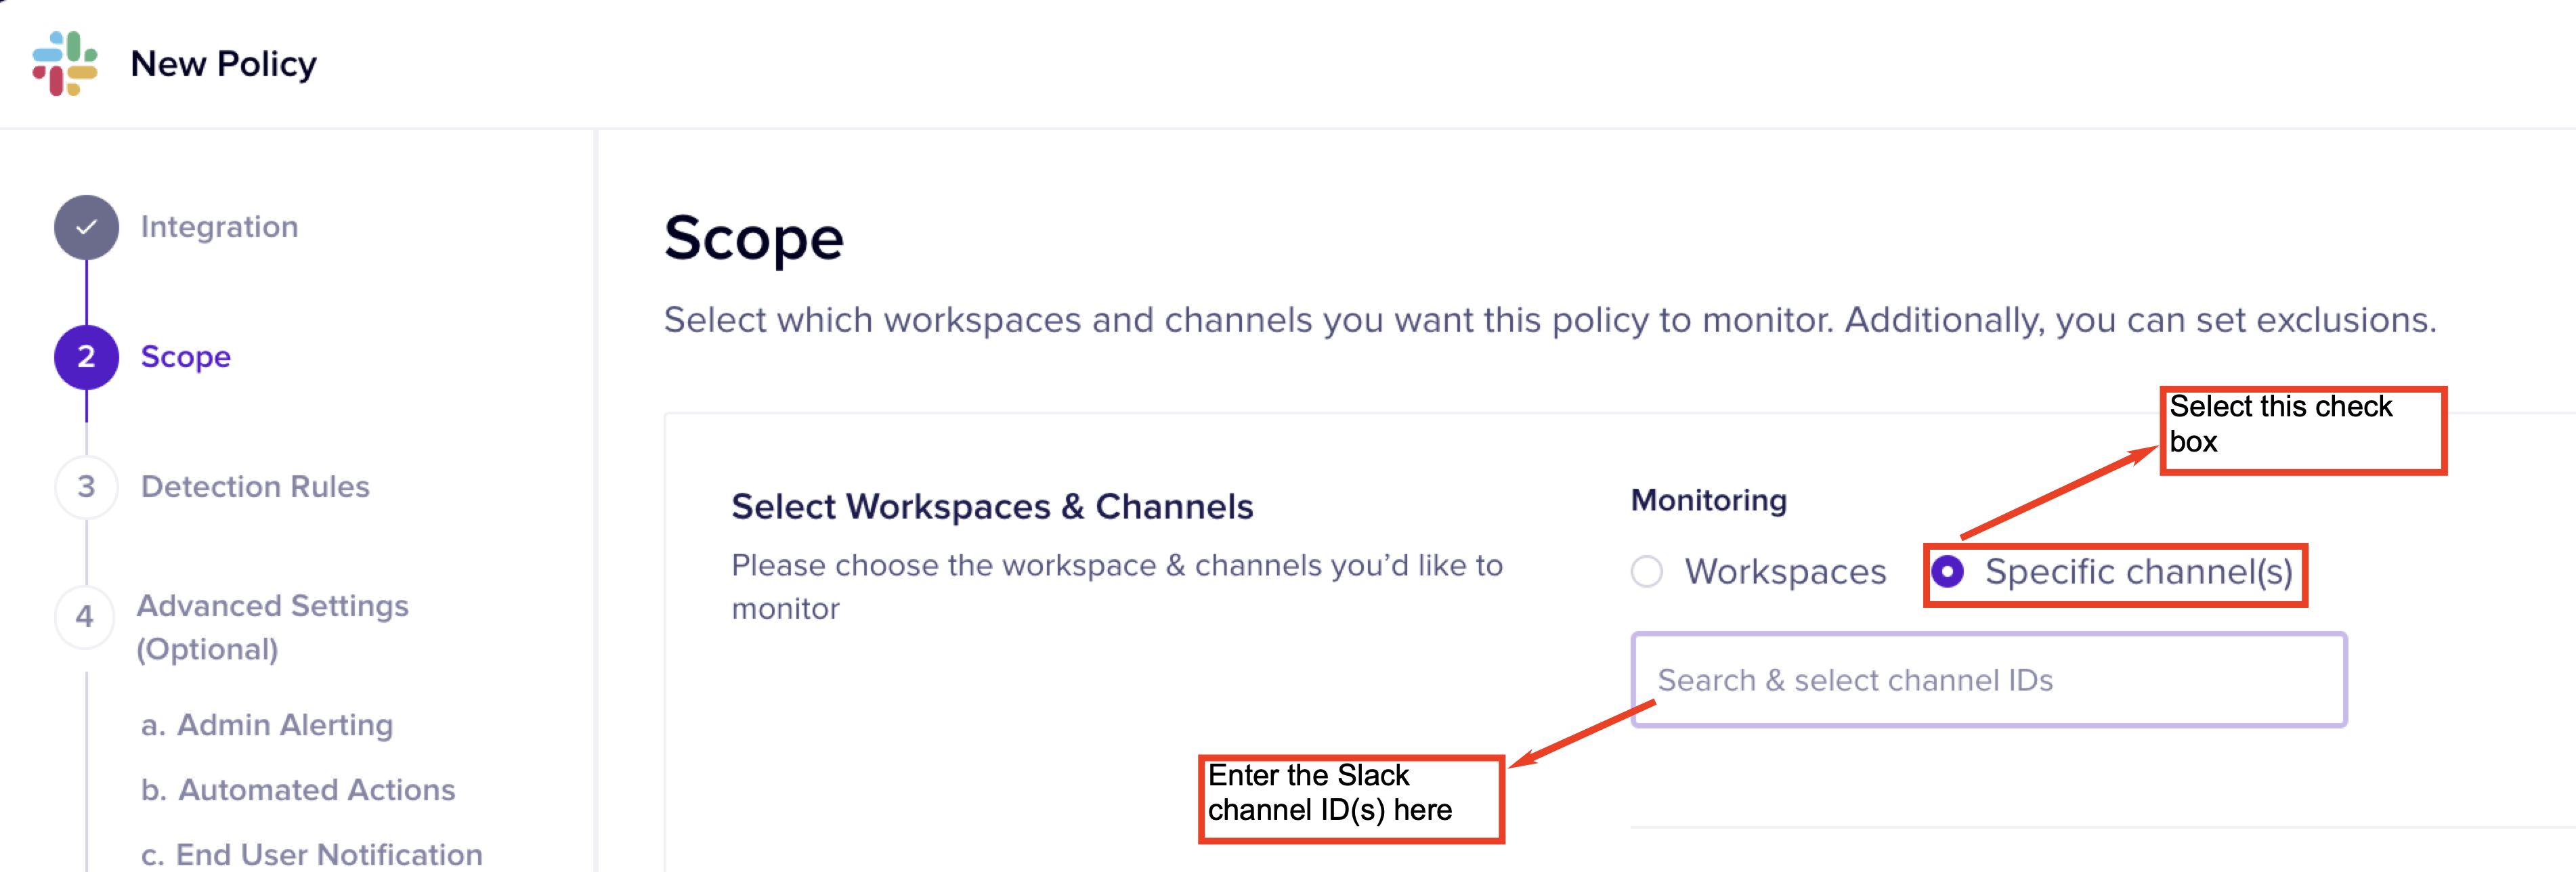 New Policy
Integration
2 Scope
3 Detection Rules
4 Advanced Settings
(Optional)
a. Admin Alerting
b. Automated Actions
c. End User Notification
Scope
Select which workspaces and channels you want this policy to monitor. Additionally, you can set exclusions.
Select this check
box
Select Workspaces & Channels
Please choose the workspace & channels you’d like to
monitor
Monitoring
Workspaces Specific channel(s)
Search & select channel IDs
Enter the Slack
channel ID(s) here